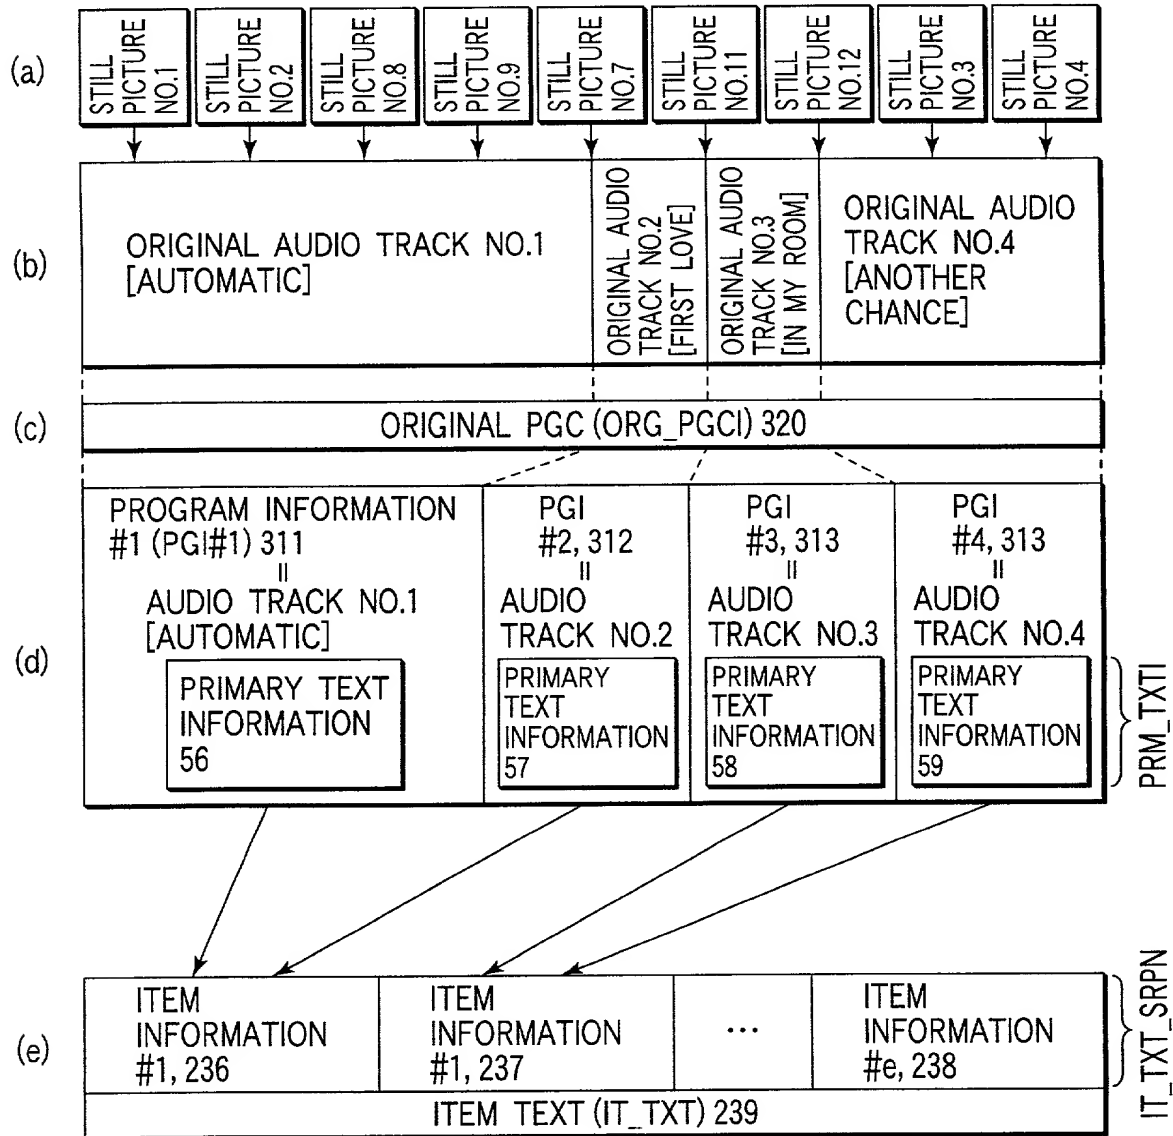 (a)
STILL
PICTURE
NO.1
STILL
PICTURE
NO.2
STILL
PICTURE
NO.8
STILL
PICTURE
NO.9
STILL
PICTURE
NO.7
STILL
PICTURE
NO.11
STILL
PICTURE
NO.12
STILL
PICTURE
NO.3
STILL
PICTURE
NO.4
(b)
ORIGINAL AUDIO TRACK NO.1
[AUTOMATIC]
ORIGINAL AUDIO
TRACK NO.2
[FIRST LOVE]
ORIGINAL AUDIO
TRACK NO.3
[IN MY ROOM]
ORIGINAL AUDIO
TRACK NO.4
[ANOTHER
CHANCE]
(c)
ORIGINAL PGC (ORG_PGCI) 320
(d)
PROGRAM INFORMATION
#1 (PGI#1) 311
=
AUDIO TRACK NO.1
[AUTOMATIC]
PRIMARY TEXT
INFORMATION
56
PGI
#2, 312
=
AUDIO
TRACK NO.2
PRIMARY
TEXT
INFORMATION
57
PGI
#3, 313
=
AUDIO
TRACK NO.3
PRIMARY
TEXT
INFORMATION
58
PGI
#4, 313
=
AUDIO
TRACK NO.4
PRIMARY
TEXT
INFORMATION
59
PRM_TXTI
(e)
ITEM
INFORMATION
#1, 236
ITEM
INFORMATION
#1, 237
...
ITEM
INFORMATION
#e, 238
IT_TXT_SRPN
ITEM TEXT (IT_TXT) 239